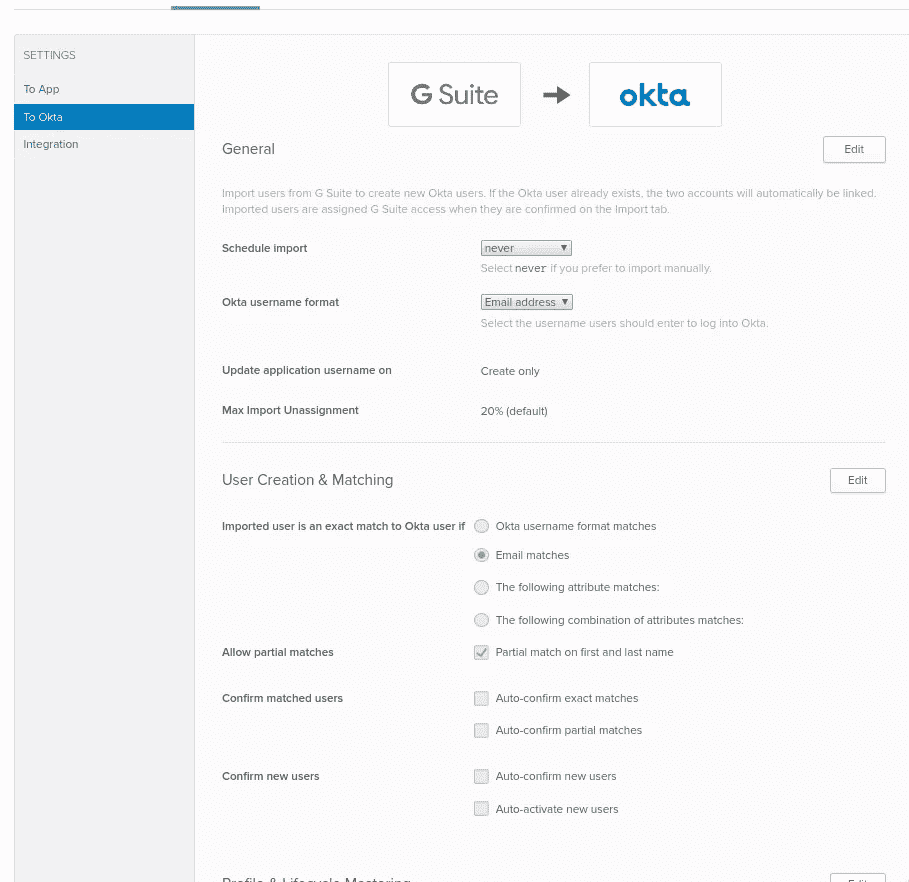 SETTINGS
To App
To Okta
Integration
G Suite
okta
General
Edit
Import users from G Suite to create new Okta users. If the Okta user already exists, the two accounts will automatically be linked.
Imported users are assigned G Suite access when they are confirmed on the Import tab.
Schedule import
never
Select never if you prefer to import manually.
Okta username format
Email address
Select the username users should enter to log into Okta.
Update application username on
Create only
Max Import Unassignment
20% (default)
User Creation & Matching
Edit
Imported user is an exact match to Okta user if
Okta username format matches
Email matches
The following attribute matches:
The following combination of attributes matches:
Allow partial matches
Partial match on first and last name
Confirm matched users
Auto-confirm exact matches
Auto-confirm partial matches
Confirm new users
Auto-confirm new users
Auto-activate new users
Profile & Lifecycle Mastering
Edit